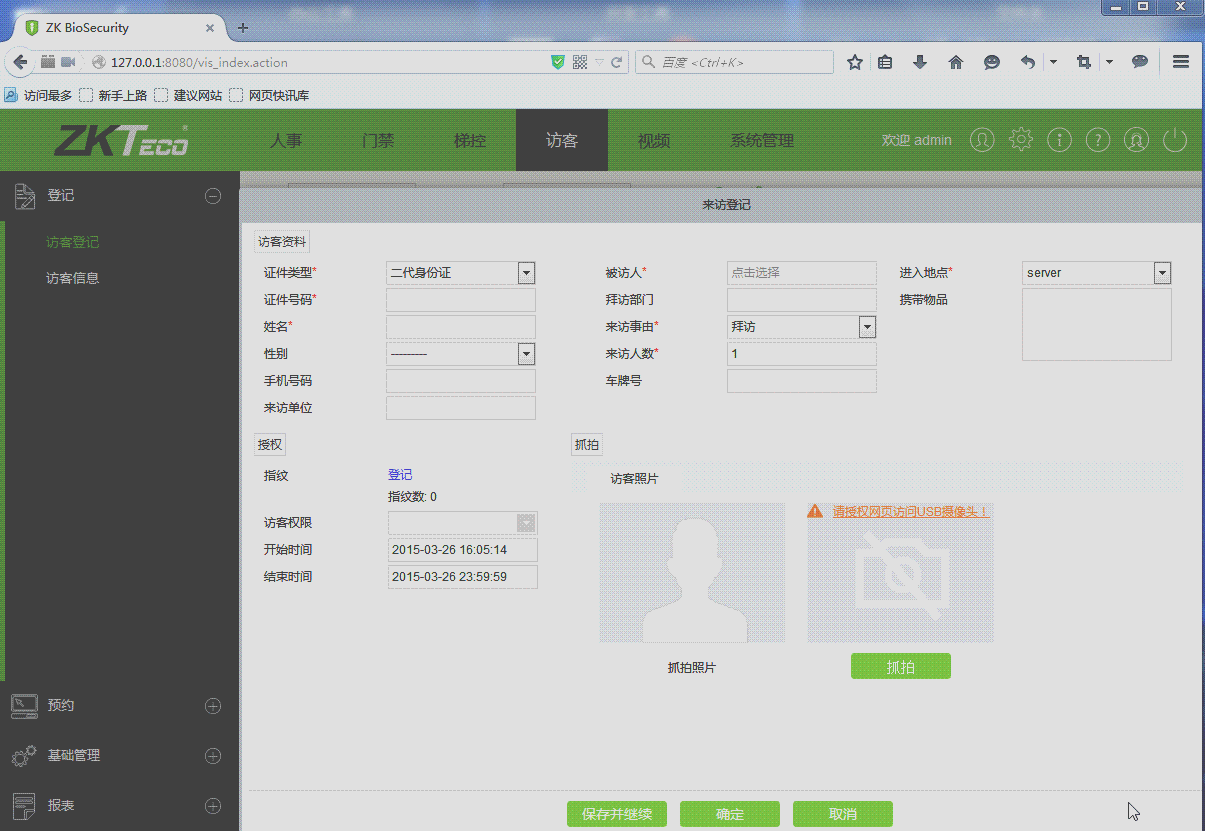 ZK BioSecurity
127.0.0.1:8080/vis_index.action
百度 <Ctrl+K>
访问最多 新手上路 建议网站 网页快讯库
ZKTeco 人事 门禁 梯控 访客 视频 系统管理 欢迎 admin
登记
访客登记
访客信息
预约
基础管理
报表
来访登记
访客资料
证件类型* 二代身份证 被访人* 点击选择 进入地点* server
证件号码* 拜访部门 携带物品
姓名* 来访事由* 拜访
性别 --------- 来访人数* 1
手机号码 车牌号
来访单位
授权 抓拍
指纹 登记 访客照片
指纹数: 0
请授权网页访问USB摄像头！
访客权限
开始时间 2015-03-26 16:05:14
结束时间 2015-03-26 23:59:59
抓拍照片 抓拍
保存并继续 确定 取消